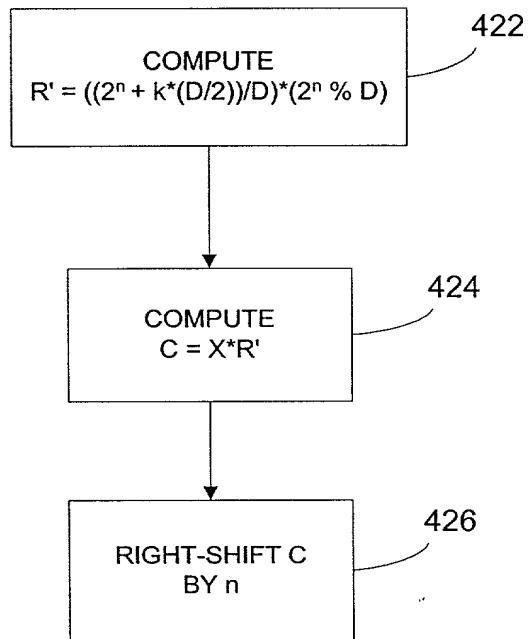 422
COMPUTE
R' = ((2ⁿ + k*(D/2))/D)*(2ⁿ % D)
424
COMPUTE
C = X*R'
426
RIGHT-SHIFT C
BY n